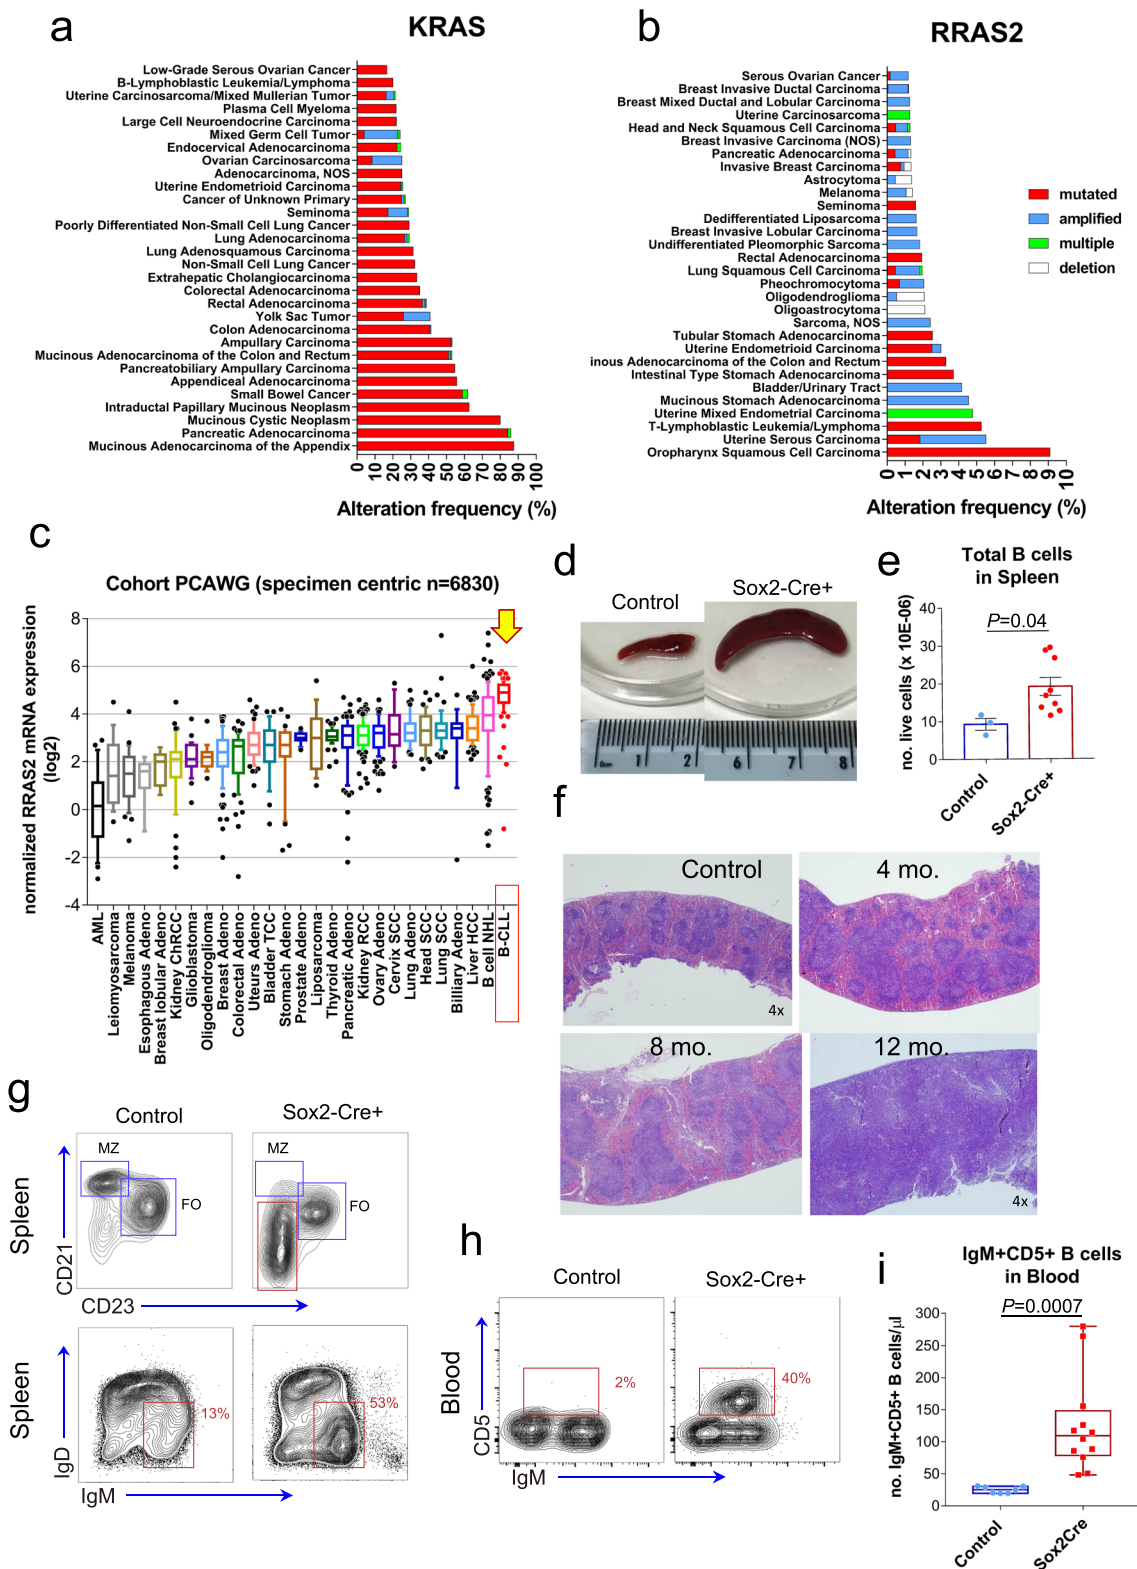 a
KRAS
Low-Grade Serous Ovarian Cancer
B-Lymphoblastic Leukemia/Lymphoma
Uterine Carcinosarcoma/Mixed Mullerian Tumor
Plasma Cell Myeloma
Large Cell Neuroendocrine Carcinoma
Mixed Germ Cell Tumor
Endocervical Adenocarcinoma
Ovarian Carcinosarcoma
Adenocarcinoma, NOS
Uterine Endometrioid Carcinoma
Cancer of Unknown Primary
Seminoma
Poorly Differentiated Non-Small Cell Lung Cancer
Lung Adenocarcinoma
Lung Adenosquamous Carcinoma
Non-Small Cell Lung Cancer
Extrahepatic Cholangiocarcinoma
Colorectal Adenocarcinoma
Rectal Adenocarcinoma
Yolk Sac Tumor
Colon Adenocarcinoma
Ampullary Carcinoma
Mucinous Adenocarcinoma of the Colon and Rectum
Pancreatobiliary Ampullary Carcinoma
Appendiceal Adenocarcinoma
Small Bowel Cancer
Intraductal Papillary Mucinous Neoplasm
Mucinous Cystic Neoplasm
Pancreatic Adenocarcinoma
Mucinous Adenocarcinoma of the Appendix
0 10 20 30 40 50 60 70 80 90 100
Alteration frequency (%)
b
RRAS2
Serous Ovarian Cancer
Breast Invasive Ductal Carcinoma
Breast Mixed Ductal and Lobular Carcinoma
Uterine Carcinosarcoma
Head and Neck Squamous Cell Carcinoma
Breast Invasive Carcinoma (NOS)
Pancreatic Adenocarcinoma
Invasive Breast Carcinoma
Astrocytoma
Melanoma
Seminoma
Dedifferentiated Liposarcoma
Breast Invasive Lobular Carcinoma
Undifferentiated Pleomorphic Sarcoma
Rectal Adenocarcinoma
Lung Squamous Cell Carcinoma
Pheochromocytoma
Oligodendroglioma
Oligoastrocytoma
Sarcoma, NOS
Tubular Stomach Adenocarcinoma
Uterine Endometrioid Carcinoma
inous Adenocarcinoma of the Colon and Rectum
Intestinal Type Stomach Adenocarcinoma
Bladder/Urinary Tract
Mucinous Stomach Adenocarcinoma
Uterine Mixed Endometrial Carcinoma
T-Lymphoblastic Leukemia/Lymphoma
Uterine Serous Carcinoma
Oropharynx Squamous Cell Carcinoma
0 1 2 3 4 5 6 7 8 9 10
Alteration frequency (%)
mutated
amplified
multiple
deletion
c
Cohort PCAWG (specimen centric n=6830)
normalized RRAS2 mRNA expression
(log2)
8
6
4
2
0
-2
-4
AML
Leiomyosarcoma
Melanoma
Esophagous Adeno
Breast lobular Adeno
Kidney ChRCC
Glioblastoma
Oligodendroglioma
Breast Adeno
Colorectal Adeno
Uterus Adeno
Bladder TCC
Stomach Adeno
Prostate Adeno
Liposarcoma
Thyroid Adeno
Pancreatic Adeno
Kidney RCC
Ovary Adeno
Cervix SCC
Lung Adeno
Head SCC
Lung SCC
Billiary Adeno
Liver HCC
B cell NHL
B-CLL
d
Control
Sox2-Cre+
0cm 1 2
6 7 8
e
Total B cells
in Spleen
P=0.04
no. live cells (x 10E-06)
40
30
20
10
0
Control
Sox2-Cre+
f
Control
4x
4 mo.
8 mo.
12 mo.
4x
g
Control
Sox2-Cre+
Spleen
CD21
MZ
FO
MZ
FO
CD23
Spleen
IgD
13%
53%
IgM
h
Control
Sox2-Cre+
Blood
CD5
2%
40%
IgM
i
IgM+CD5+ B cells
in Blood
P=0.0007
no. IgM+CD5+ B cells/µl
300
250
200
150
100
50
0
Control
Sox2Cre